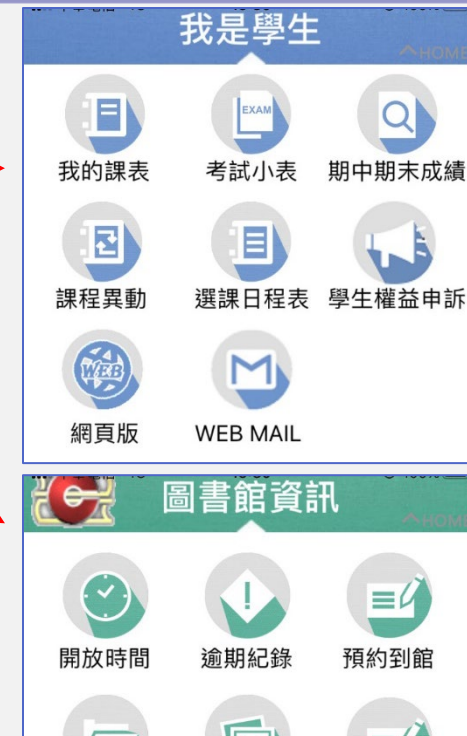 我是學生
HOME
EXAM
我的課表 考試小表 期中期末成績
課程異動 選課日程表 學生權益申訴
WEB
網頁版 WEB MAIL
圖書館資訊
HOME
開放時間 逾期紀錄 預約到館